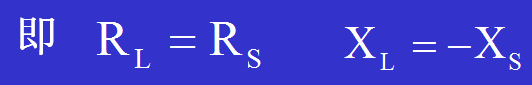 即 R_L = R_S X_L = −X_S